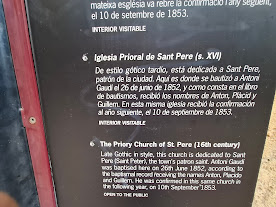 mateixa església va rebre la confirmació l'any següent,
el 10 de setembre de 1853.
INTERIOR VISITABLE
6 Iglesia Prioral de Sant Pere (s. XVI)
De estilo gótico tardío, está dedicada a Sant Pere,
patrón de la ciudad. Aquí es donde se bautizó a Antoni
Gaudí el 26 de junio de 1852, y como consta en el libro
de bautismos, recibió los nombres de Anton, Plàcid y
Guillem. En esta misma iglesia recibió la confirmación
al año siguiente, el 10 de septiembre de 1853.
INTERIOR VISITABLE
6 The Priory Church of St. Pere (16th century)
Late Gothic in style, this church is dedicated to Sant
Pere (Saint Peter), the town's patron saint. Antoni Gaudí
was baptised here on 26th June 1852, according to
the baptismal record receiving the names Anton, Placido
and Guillem. He was confirmed in this same church in
the following year, on 10th September 1853.
OPEN TO THE PUBLIC